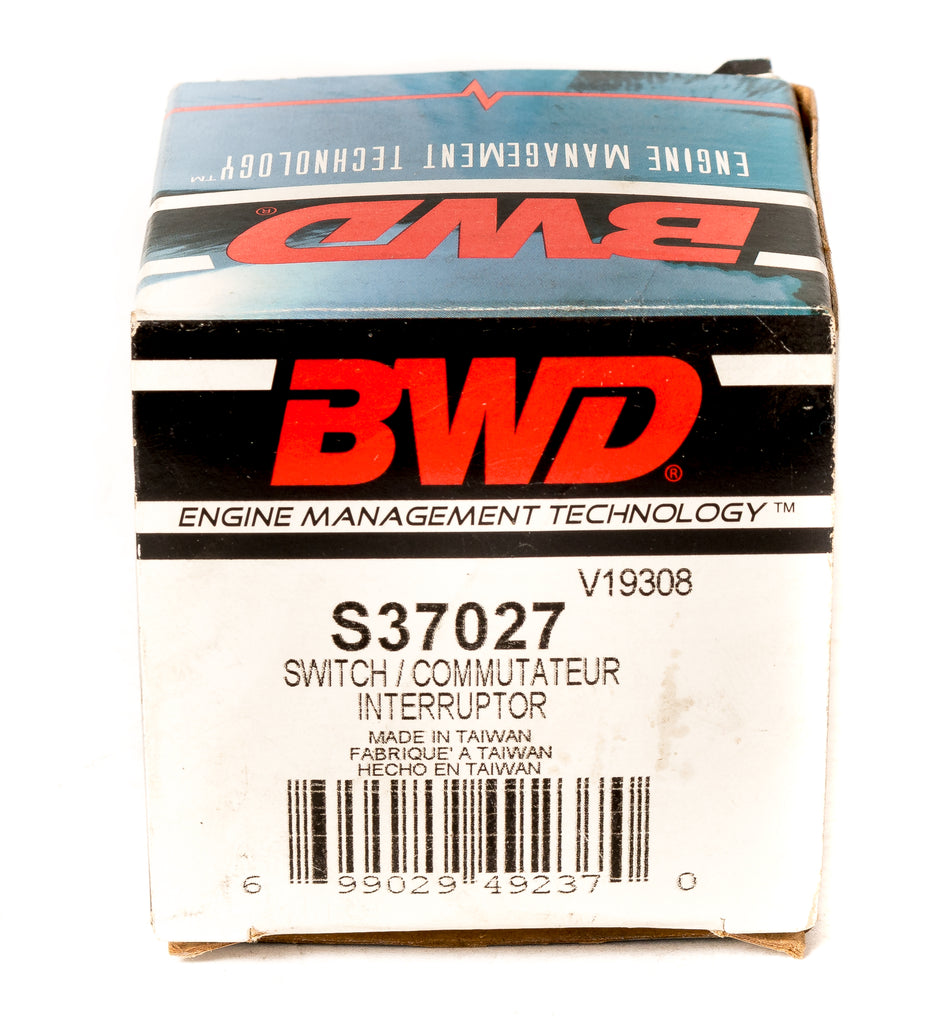 ENGINE MANAGEMENT TECHNOLOGY™
BWD®
BWD®
ENGINE MANAGEMENT TECHNOLOGY™
V19308
S37027
SWITCH / COMMUTATEUR
INTERRUPTOR
MADE IN TAIWAN
FABRIQUE' A TAIWAN
HECHO EN TAIWAN
6 99029 49237 0